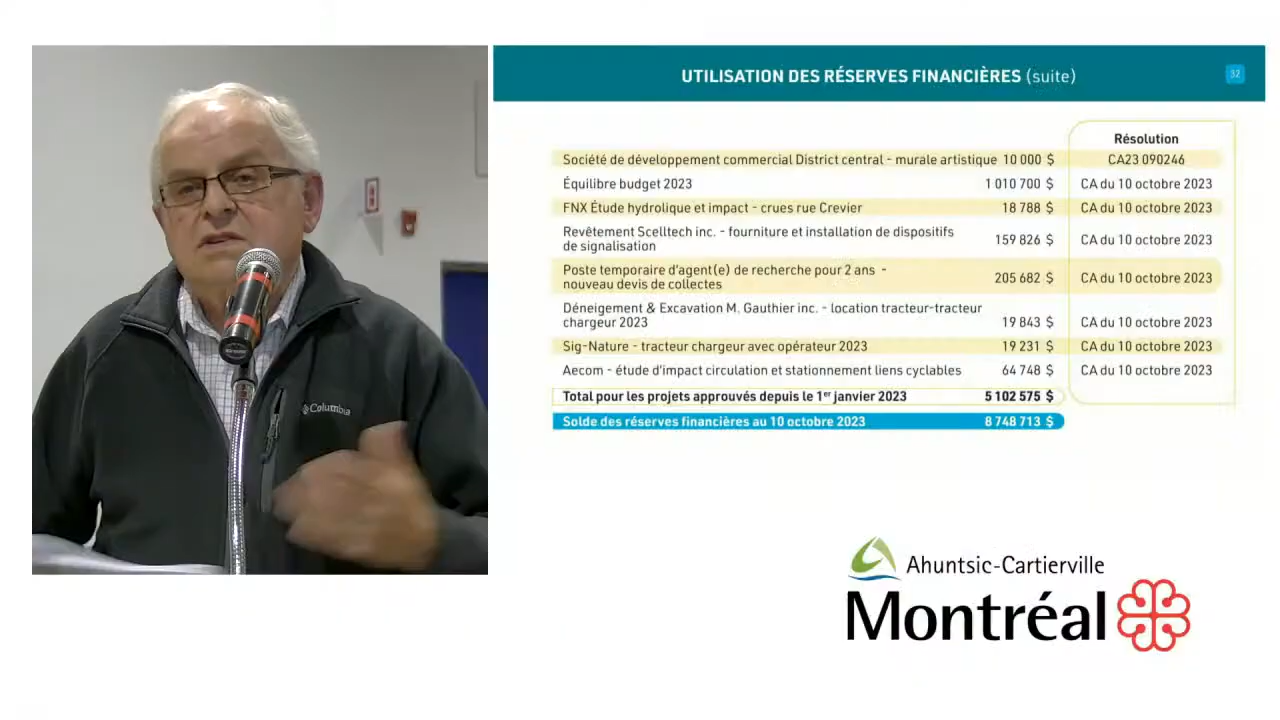 UTILISATION DES RÉSERVES FINANCIÈRES (suite)
32
Résolution
Société de développement commercial District central - murale artistique 10 000 $ CA23 090246
Équilibre budget 2023 1 010 700 $ CA du 10 octobre 2023
FNX Étude hydrolique et impact - crues rue Crevier 18 788 $ CA du 10 octobre 2023
Revêtement Scelltech inc. - fourniture et installation de dispositifs
de signalisation 159 826 $ CA du 10 octobre 2023
Poste temporaire d'agent(e) de recherche pour 2 ans -
nouveau devis de collectes 205 682 $ CA du 10 octobre 2023
Déneigement & Excavation M. Gauthier inc. - location tracteur-tracteur
chargeur 2023 19 843 $ CA du 10 octobre 2023
Sig-Nature - tracteur chargeur avec opérateur 2023 19 231 $ CA du 10 octobre 2023
Aecom - étude d'impact circulation et stationnement liens cyclables 64 748 $ CA du 10 octobre 2023
Total pour les projets approuvés depuis le 1er janvier 2023 5 102 575 $
Solde des réserves financières au 10 octobre 2023 8 748 713 $
Columbia
Ahuntsic-Cartierville
Montréal